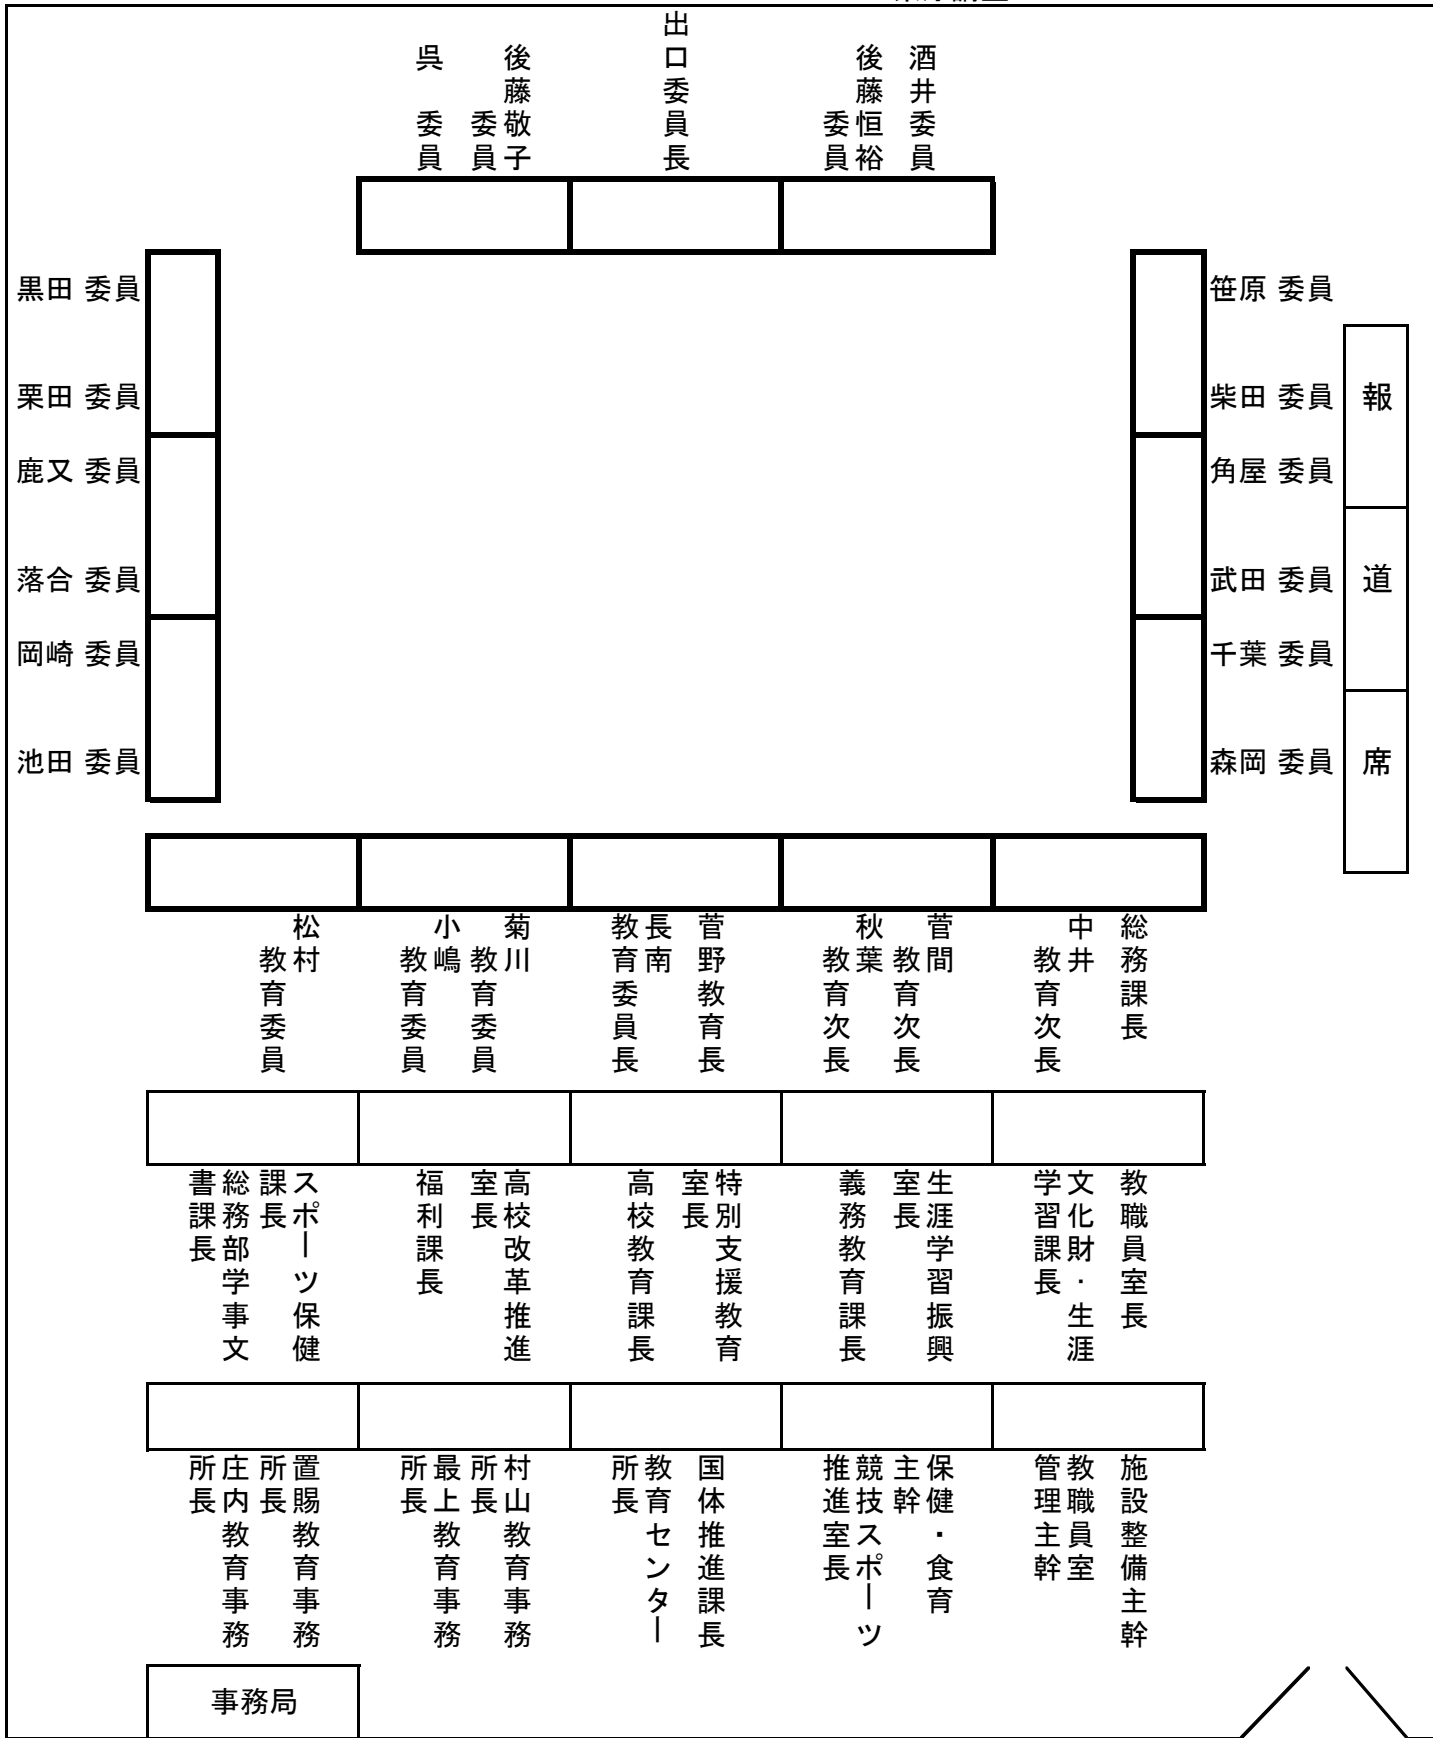 呉 委員
後藤敬子
委員
出口委員長
後藤恒裕
委員
酒井委員
黒田 委員
栗田 委員
鹿又 委員
落合 委員
岡崎 委員
池田 委員
笹原 委員
柴田 委員
角屋 委員
武田 委員
千葉 委員
森岡 委員
報
道
席
松村
教育委員
小嶋
教育委員
菊川
教育委員
長南
教育委員長
菅野教育長
秋葉
教育次長
菅間
教育次長
中井
教育次長
総務課長
総務部学事文
書課長
スポーツ保健
課長
福利課長
高校改革推進
室長
高校教育課長
特別支援教育
室長
義務教育課長
生涯学習振興
室長
文化財・生涯
学習課長
教職員室長
庄内教育事務
所長
置賜教育事務
所長
最上教育事務
所長
村山教育事務
所長
教育センター
所長
国体推進課長
競技スポーツ
推進室長
保健・食育
主幹
教職員室
管理主幹
施設整備主幹
事務局